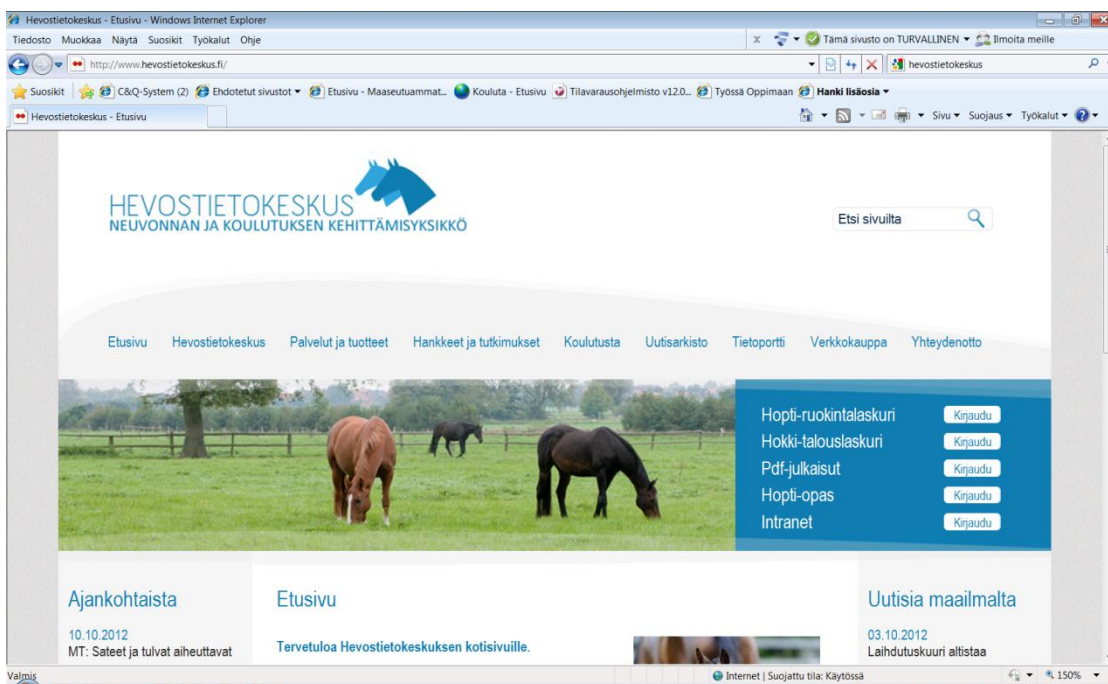 Hevostietokeskus - Etusivu - Windows Internet Explorer
Tiedosto Muokkaa Näytä Suosikit Työkalut Ohje
x Tämä sivusto on TURVALLINEN Ilmoita meille
http://www.hevostietokeskus.fi/ hevostietokeskus
Suosikit C&Q-System (2) Ehdotetut sivustot Etusivu - Maaseutuammat... Kouluta - Etusivu Tilavarausohjelmisto v12.0... Työssä Oppimaan Hanki lisäosia
Hevostietokeskus - Etusivu Sivu Suojaus Työkalut
HEVOSTIETOKESKUS
NEUVONNAN JA KOULUTUKSEN KEHITTÄMISYKSIKKÖ
Etsi sivuilta
Etusivu Hevostietokeskus Palvelut ja tuotteet Hankkeet ja tutkimukset Koulutusta Uutisarkisto Tietoportti Verkkokauppa Yhteydenotto
Hopti-ruokintalaskuri Kirjaudu
Hokki-talouslaskuri Kirjaudu
Pdf-julkaisut Kirjaudu
Hopti-opas Kirjaudu
Intranet Kirjaudu
Ajankohtaista
10.10.2012
MT: Sateet ja tulvat aiheuttavat
Etusivu
Tervetuloa Hevostietokeskuksen kotisivuille.
Uutisia maailmalta
03.10.2012
Laihdutuskuuri altistaa
Valmis Internet | Suojattu tila: Käytössä 150%